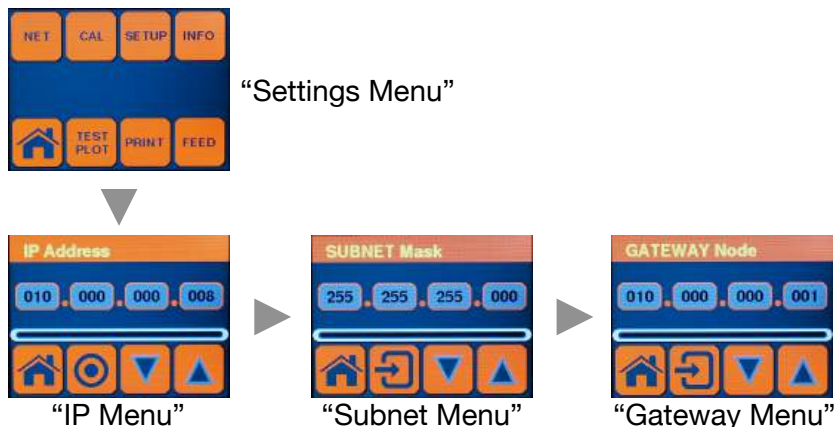 NET CAL SETUP INFO
“Settings Menu”
TEST PLOT PRINT FEED
IP Address
010 . 000 . 000 . 008
“IP Menu”
SUBNET Mask
255 . 255 . 255 . 000
“Subnet Menu”
GATEWAY Node
010 . 000 . 000 . 001
“Gateway Menu”